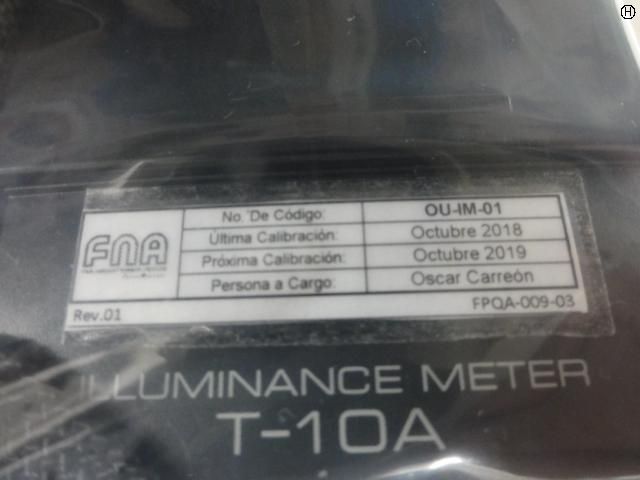 H
FNA
No. De Código: OU-IM-01
Última Calibración: Octubre 2018
Próxima Calibración: Octubre 2019
Persona a Cargo: Oscar Carreón
Rev.01 FPQA-009-03
ILLUMINANCE METER
T-10A